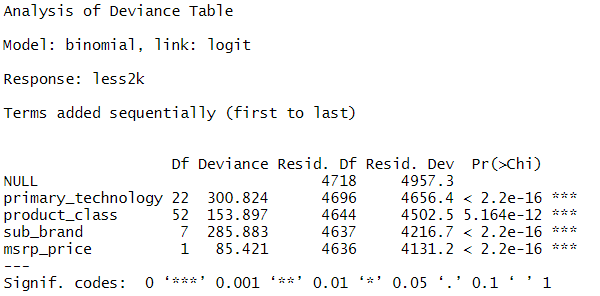 Analysis of Deviance Table
Model: binomial, link: logit
Response: less2k
Terms added sequentially (first to last)
Df Deviance Resid. Df Resid. Dev Pr(>Chi)
NULL 4718 4957.3
primary_technology 22 300.824 4696 4656.4 < 2.2e-16 ***
product_class 52 153.897 4644 4502.5 5.164e-12 ***
sub_brand 7 285.883 4637 4216.7 < 2.2e-16 ***
msrp_price 1 85.421 4636 4131.2 < 2.2e-16 ***
---
Signif. codes: 0 ‘***’ 0.001 ‘**’ 0.01 ‘*’ 0.05 ‘.’ 0.1 ‘ ’ 1